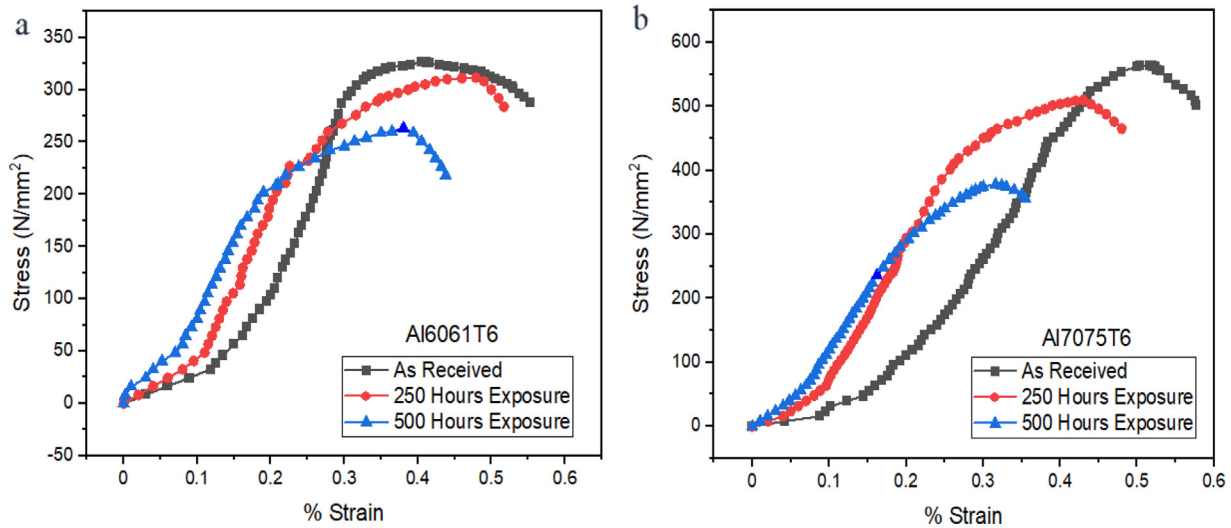 a
Stress (N/mm²)
350
300
250
200
150
100
50
0
-50
0
0.1
0.2
0.3
0.4
0.5
0.6
% Strain
Al6061T6
As Received
250 Hours Exposure
500 Hours Exposure
b
Stress (N/mm²)
600
500
400
300
200
100
0
0
0.1
0.2
0.3
0.4
0.5
0.6
% Strain
Al7075T6
As Received
250 Hours Exposure
500 Hours Exposure